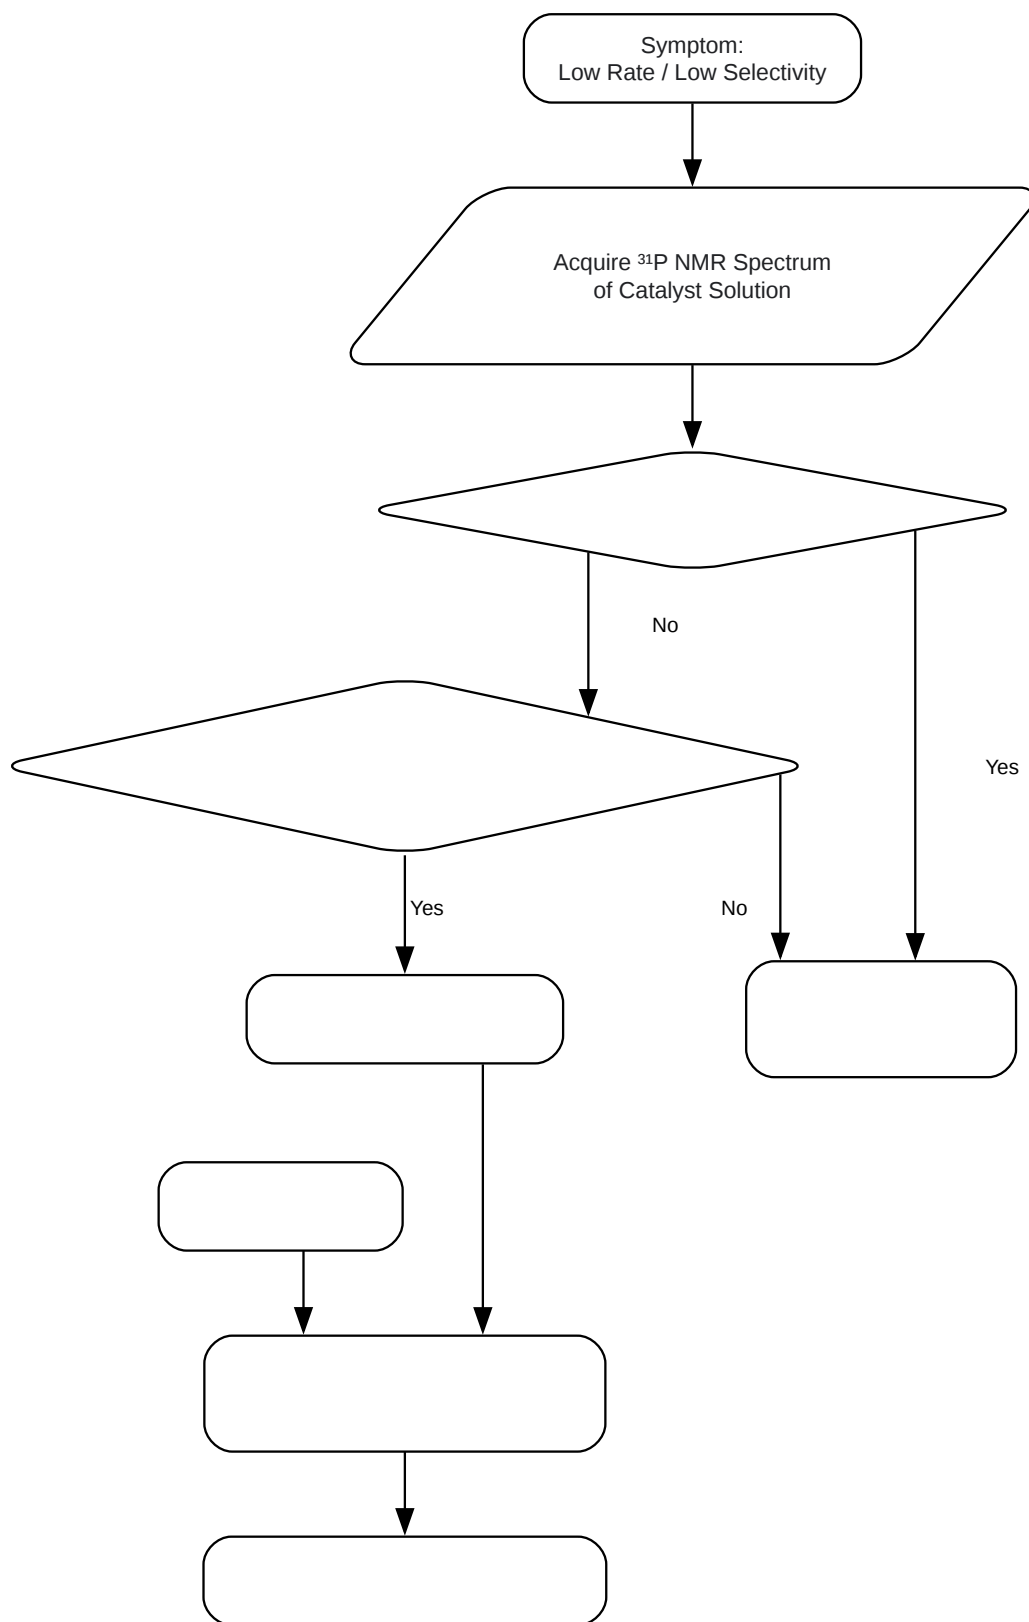 Symptom:
Low Rate / Low Selectivity
Acquire ³¹P NMR Spectrum
of Catalyst Solution
No
Yes
Yes
No